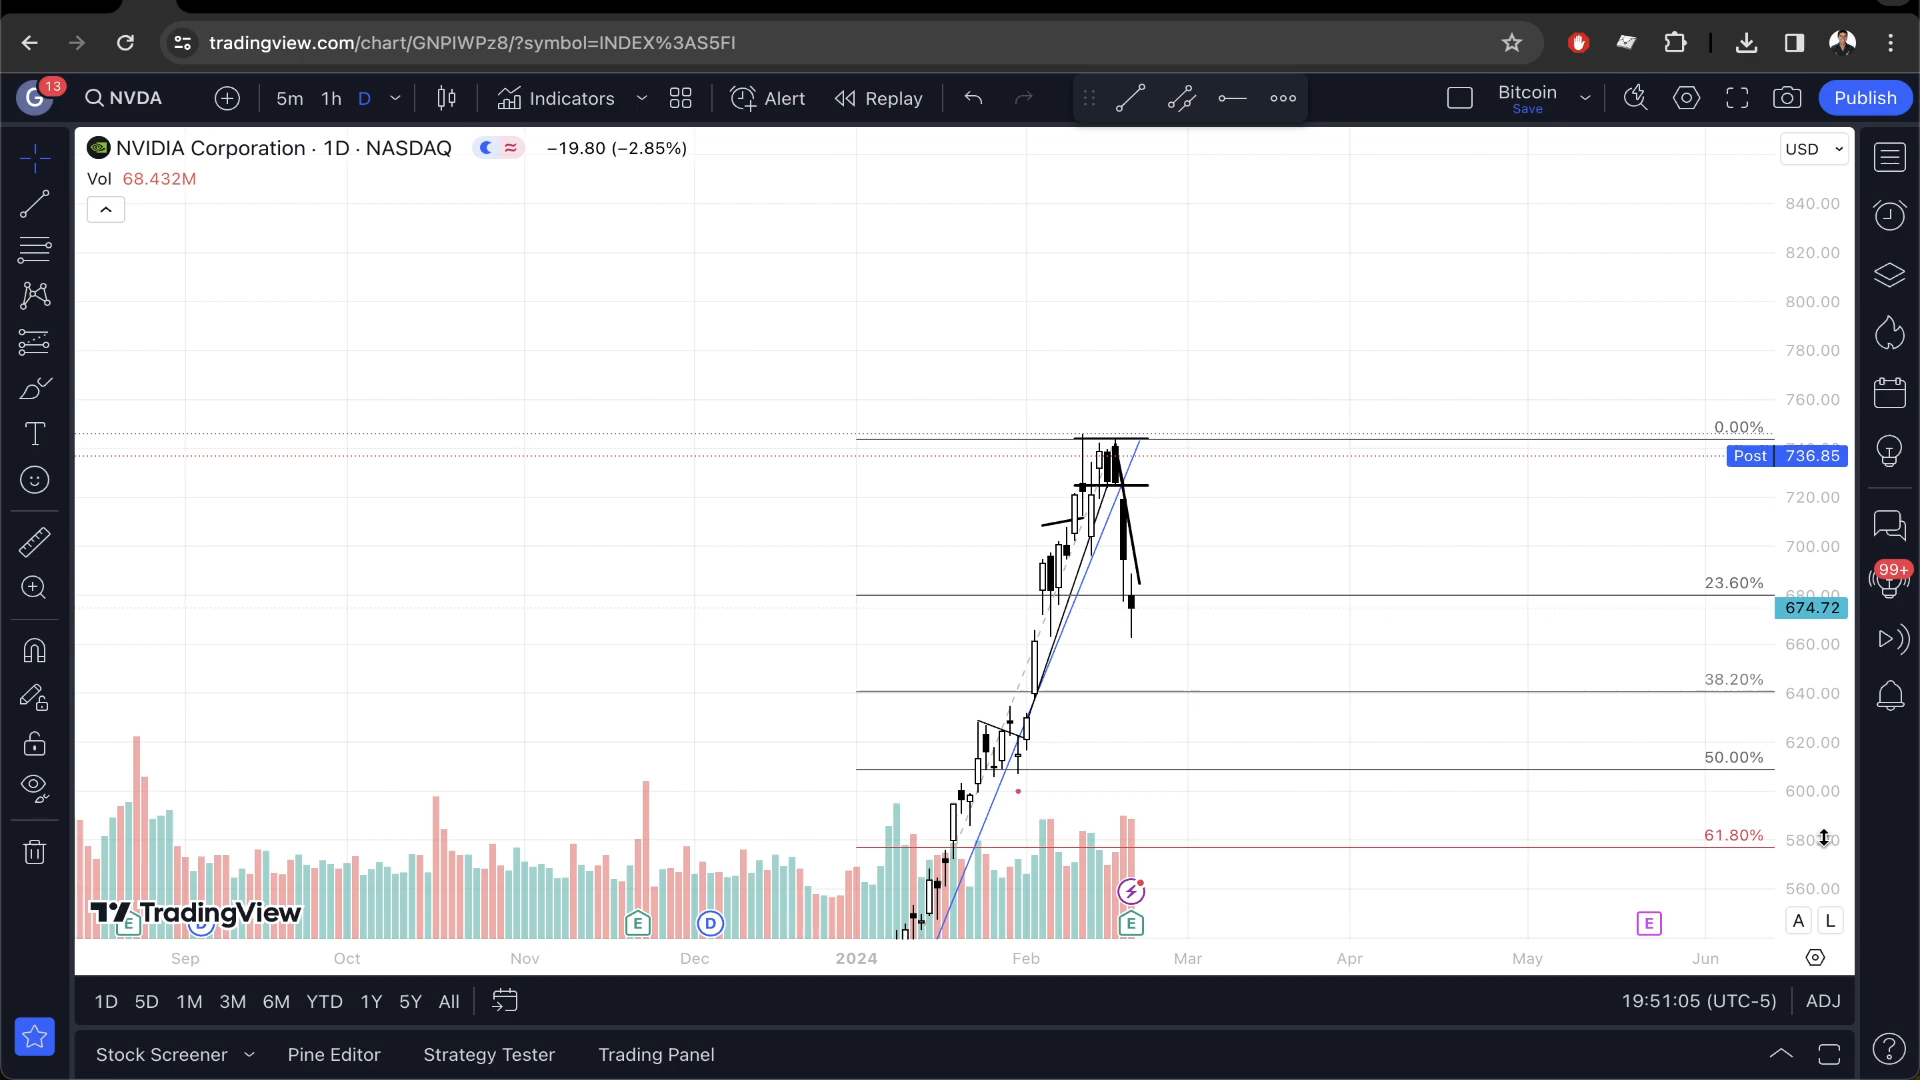 tradingview.com/chart/GNPIWPz8/?symbol=INDEX%3AS5FI
G 13 NVDA 5m 1h D Indicators Alert Replay Bitcoin Save Publish
NVIDIA Corporation · 1D · NASDAQ −19.80 (−2.85%) USD
Vol 68.432M
840.00
820.00
800.00
780.00
760.00
0.00%
Post 736.85
720.00
700.00
23.60%
674.72
660.00
38.20%
640.00
620.00
50.00%
600.00
61.80%
560.00
99+
TradingView
E D E D E E
A L
Sep Oct Nov Dec 2024 Feb Mar Apr May Jun
1D 5D 1M 3M 6M YTD 1Y 5Y All 19:51:05 (UTC-5) ADJ
Stock Screener Pine Editor Strategy Tester Trading Panel